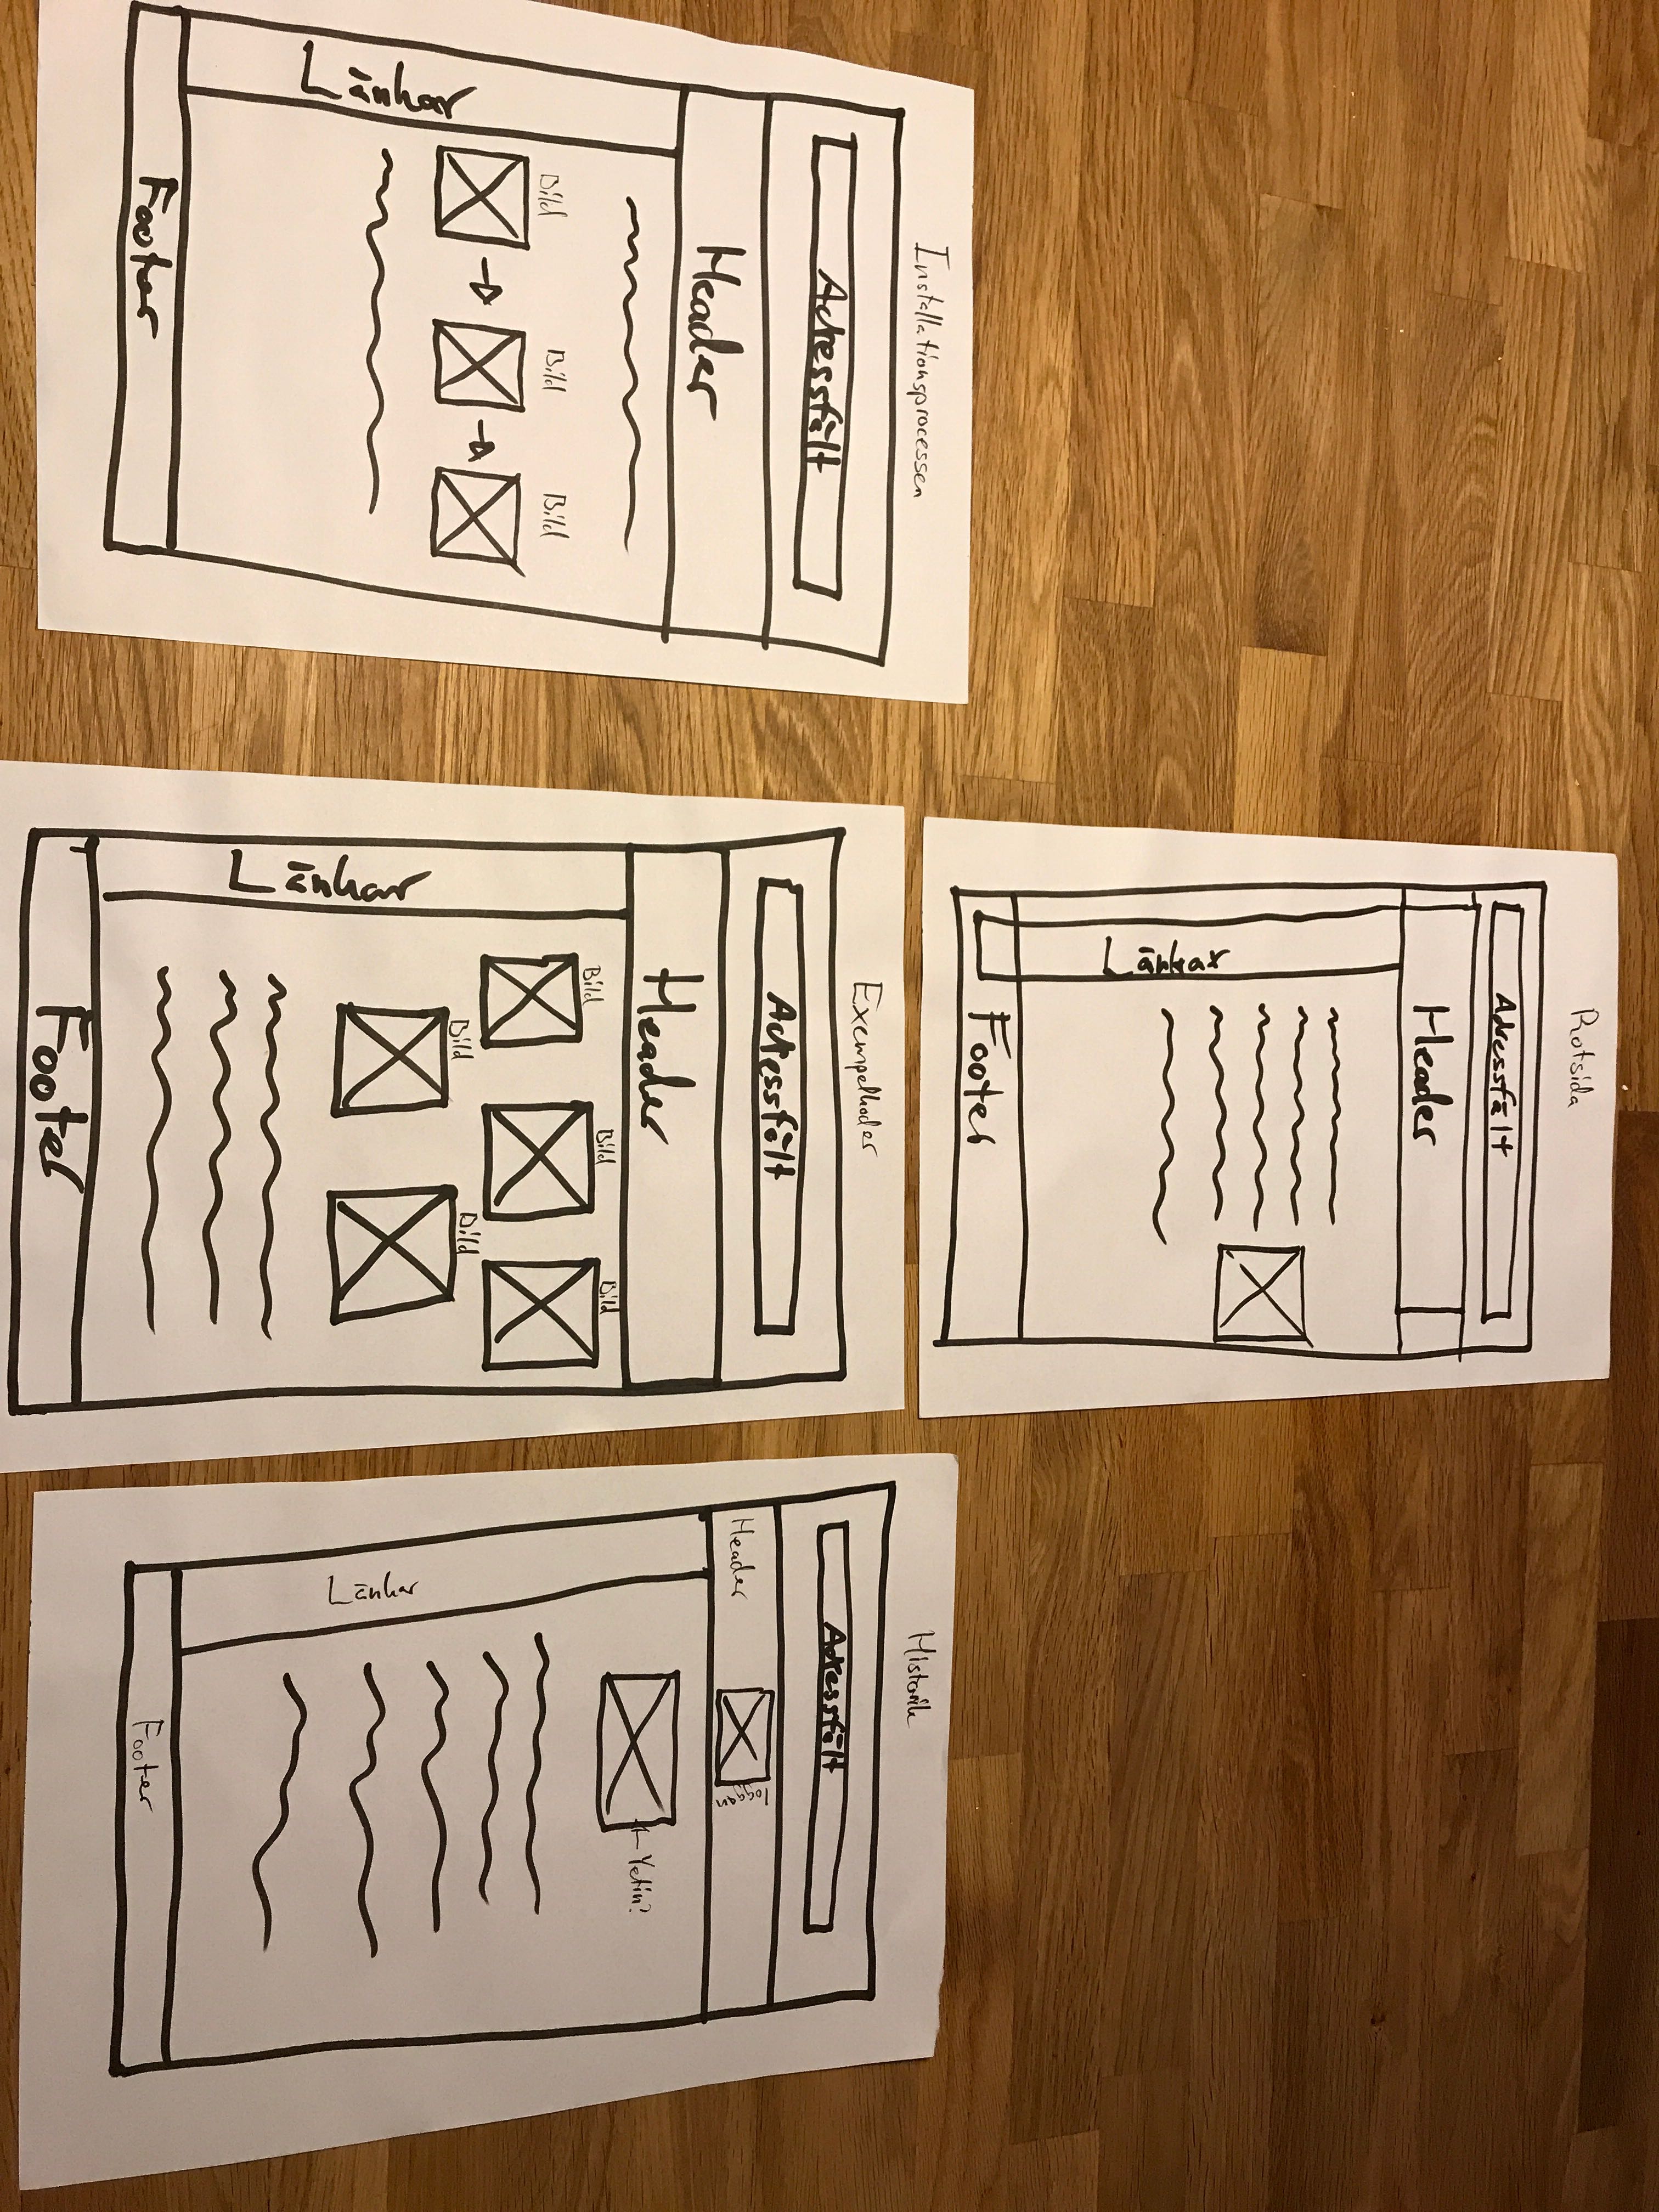 Rotsida
Adressfält
Header
Länkar
Footer
Installationsprocessen
Adressfält
Header
Bild
Bild
Bild
Länkar
Footer
Exempelkoder
Adressfält
Header
Bild
Bild
Bild
Bild
Bild
Länkar
Footer
Historik
Adressfält
Header
loggan
Yetin?
Länkar
Footer